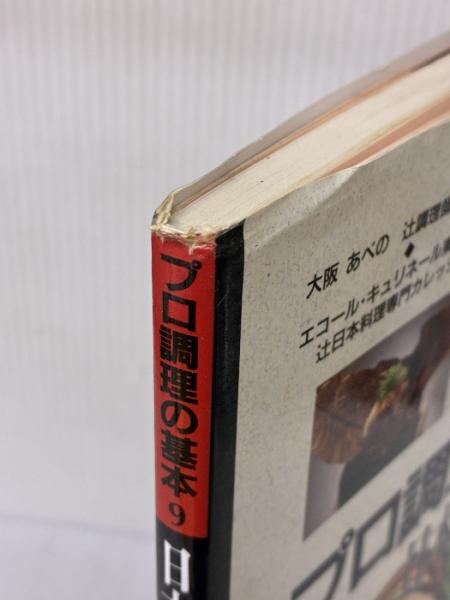 プロ調理の基本 9
日
大阪 あべの 辻調理
◆
エコール・キュリネール
辻日本料理専門カレッ
プロ調